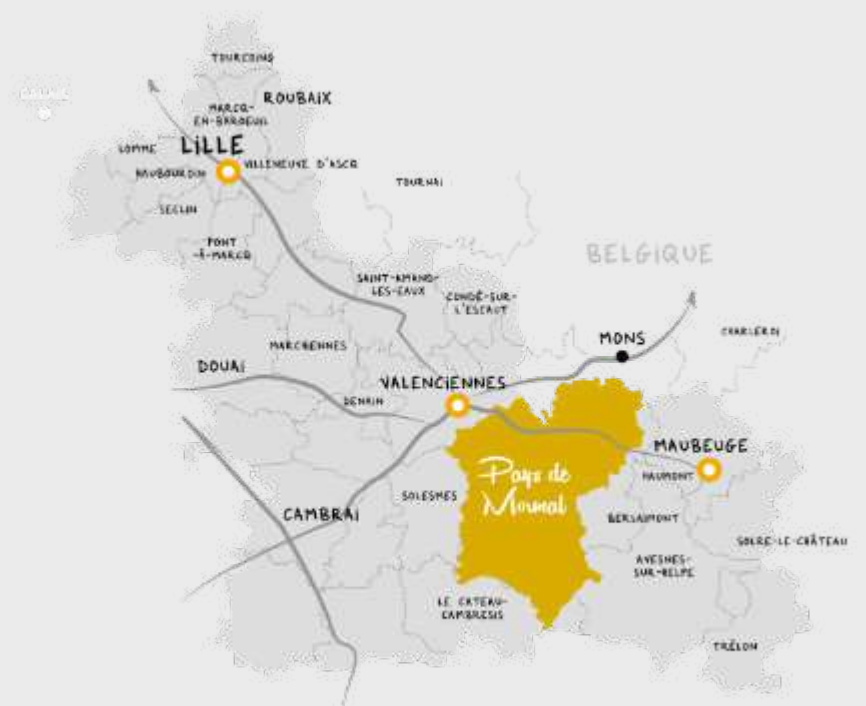 TOURCOING
ROUBAIX
MARCQ-
EN-BAROEUL
LOMME
LiLLE
VILLENEUVE D'ASCQ
HAUBOURDIN
TOURNAI
SECLIN
PONT
-À-MARCQ
BELGIQUE
SAINT-AMAND-
LES-EAUX
CONDÉ-SUR-
L'ESCAUT
MONS
CHARLEROI
MARCHIENNES
DOUAI
VALENCIENNES
DENAIN
MAUBEUGE
Pays de
Mormal
HAUMONT
SOLESMES
CAMBRAI
BERLAIMONT
SOLRE-LE-CHÂTEAU
AVESNES-
SUR-HELPE
LE CATEAU-
CAMBRESIS
TRÉLON